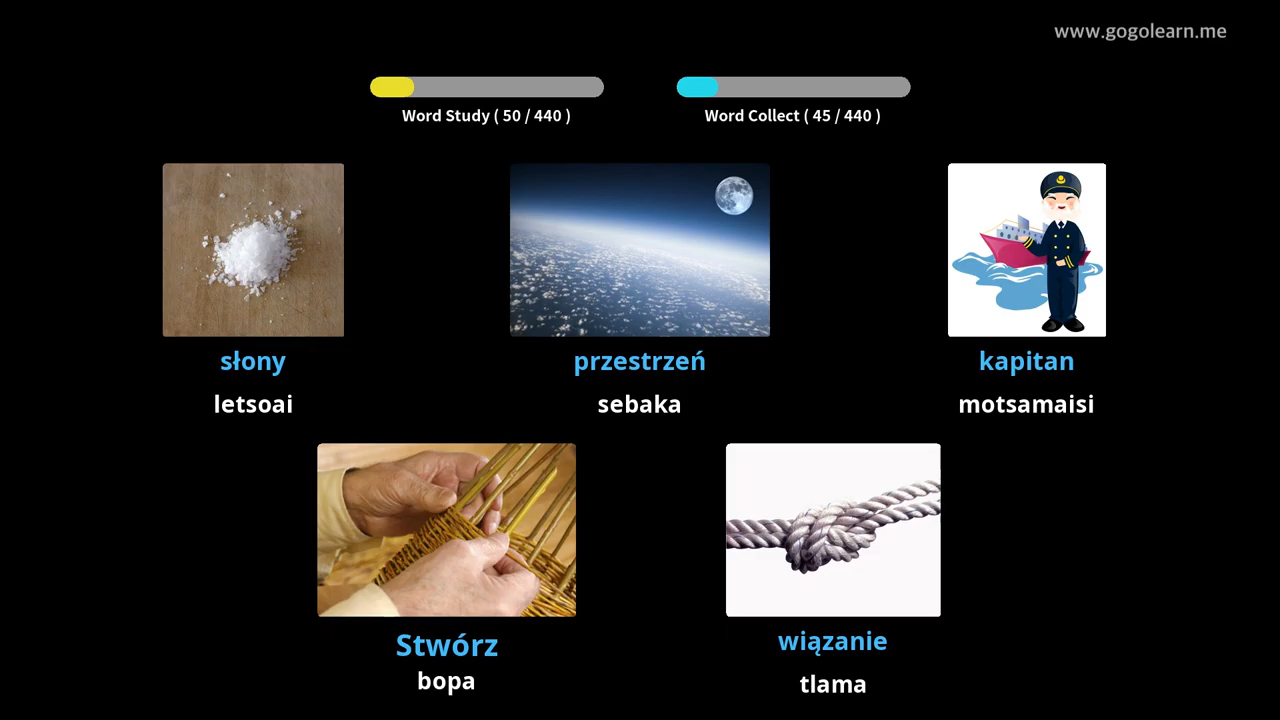 www.gogolearn.me
Word Study ( 50 / 440 )
Word Collect ( 45 / 440 )
słony
przestrzeń
kapitan
letsoai
sebaka
motsamaisi
Stwórz
wiązanie
bopa
tlama